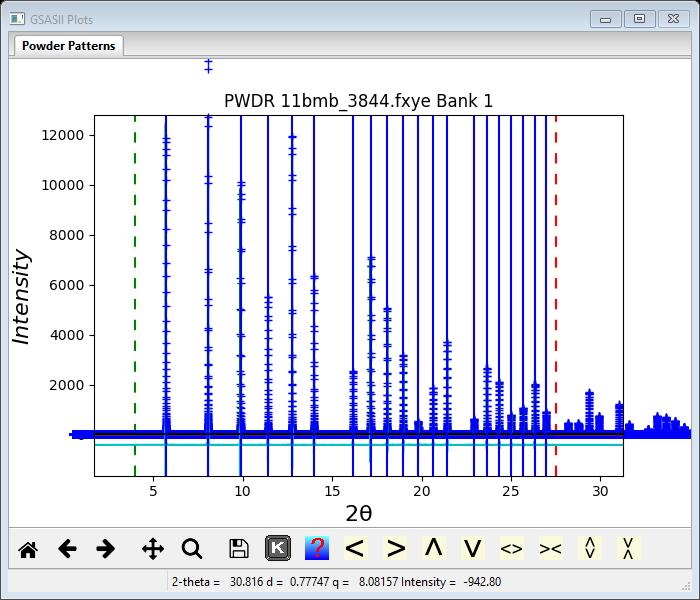 GSASII Plots
Powder Patterns
PWDR 11bmb_3844.fxye Bank 1
12000
10000
8000
6000
4000
2000
Intensity
5 10 15 20 25 30
2θ
K ? < > Λ V <> ><
2-theta = 30.816 d = 0.77747 q = 8.08157 Intensity = -942.80